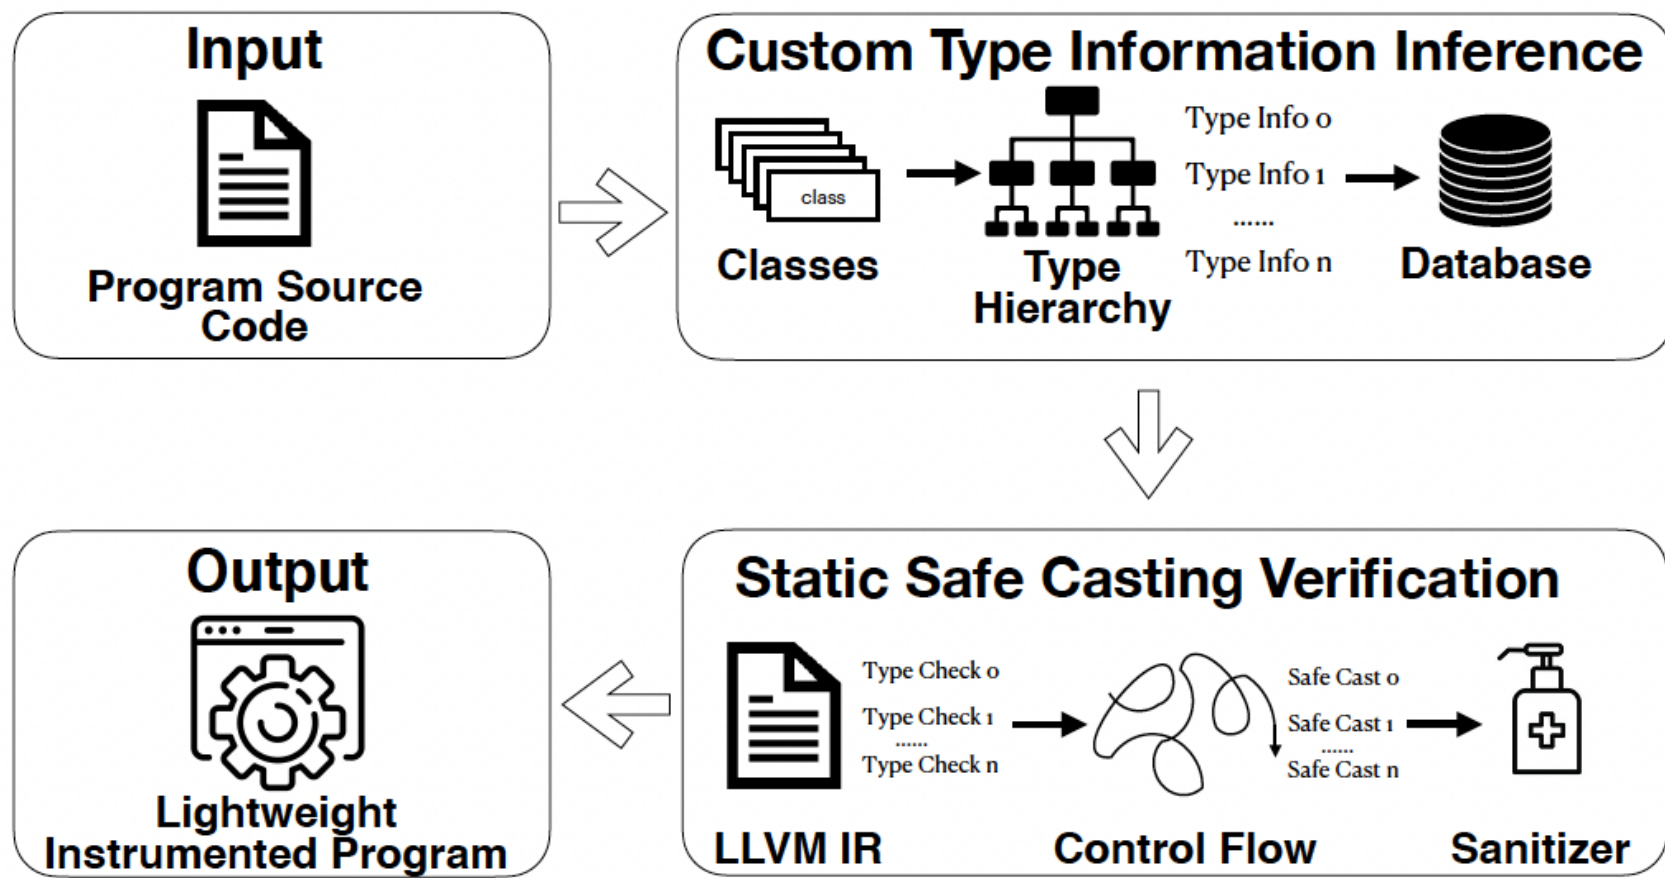 Input
Program Source
Code
Custom Type Information Inference
class
Classes
Type
Hierarchy
Type Info 0
Type Info 1
......
Type Info n
Database
Static Safe Casting Verification
LLVM IR
Type Check 0
Type Check 1
......
Type Check n
Control Flow
Safe Cast 0
Safe Cast 1
......
Safe Cast n
Sanitizer
Output
Lightweight
Instrumented Program